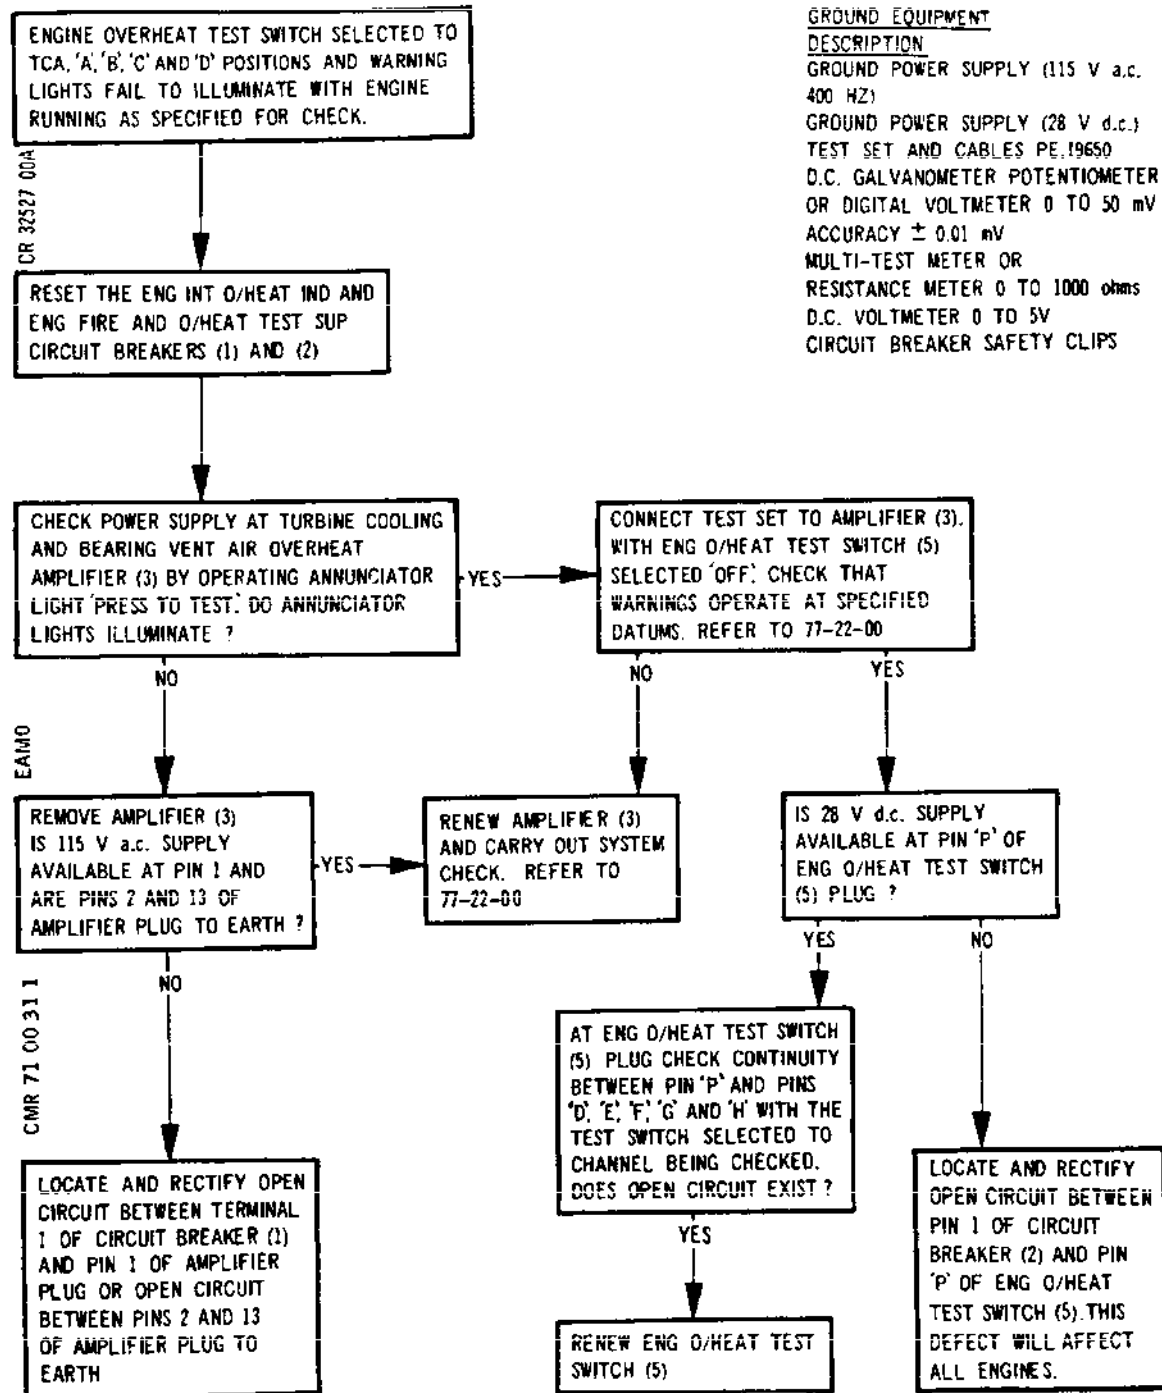 ENGINE OVERHEAT TEST SWITCH SELECTED TO
TCA, 'A', 'B', 'C' AND 'D' POSITIONS AND WARNING
LIGHTS FAIL TO ILLUMINATE WITH ENGINE
RUNNING AS SPECIFIED FOR CHECK.
GROUND EQUIPMENT
DESCRIPTION
GROUND POWER SUPPLY (115 V a.c.
400 HZ)
GROUND POWER SUPPLY (28 V d.c.)
TEST SET AND CABLES PE.19650
D.C. GALVANOMETER POTENTIOMETER
OR DIGITAL VOLTMETER 0 TO 50 mV
ACCURACY ± 0.01 mV
MULTI-TEST METER OR
RESISTANCE METER 0 TO 1000 ohms
D.C. VOLTMETER 0 TO 5V
CIRCUIT BREAKER SAFETY CLIPS
CR 32527 00A
RESET THE ENG INT O/HEAT IND AND
ENG FIRE AND O/HEAT TEST SUP
CIRCUIT BREAKERS (1) AND (2)
CHECK POWER SUPPLY AT TURBINE COOLING
AND BEARING VENT AIR OVERHEAT
AMPLIFIER (3) BY OPERATING ANNUNCIATOR
LIGHT 'PRESS TO TEST'. DO ANNUNCIATOR
LIGHTS ILLUMINATE ?
YES
CONNECT TEST SET TO AMPLIFIER (3).
WITH ENG O/HEAT TEST SWITCH (5)
SELECTED 'OFF'. CHECK THAT
WARNINGS OPERATE AT SPECIFIED
DATUMS. REFER TO 77-22-00
NO
NO
YES
EAM0
REMOVE AMPLIFIER (3)
IS 115 V a.c. SUPPLY
AVAILABLE AT PIN 1 AND
ARE PINS 2 AND 13 OF
AMPLIFIER PLUG TO EARTH ?
YES
RENEW AMPLIFIER (3)
AND CARRY OUT SYSTEM
CHECK. REFER TO
77-22-00
IS 28 V d.c. SUPPLY
AVAILABLE AT PIN 'P' OF
ENG O/HEAT TEST SWITCH
(5) PLUG ?
NO
YES
NO
CMR 71 00 31 1
AT ENG O/HEAT TEST SWITCH
(5) PLUG CHECK CONTINUITY
BETWEEN PIN 'P' AND PINS
'D', 'E', 'F', 'G' AND 'H' WITH THE
TEST SWITCH SELECTED TO
CHANNEL BEING CHECKED.
DOES OPEN CIRCUIT EXIST ?
YES
LOCATE AND RECTIFY OPEN
CIRCUIT BETWEEN TERMINAL
1 OF CIRCUIT BREAKER (1)
AND PIN 1 OF AMPLIFIER
PLUG OR OPEN CIRCUIT
BETWEEN PINS 2 AND 13
OF AMPLIFIER PLUG TO
EARTH
RENEW ENG O/HEAT TEST
SWITCH (5)
LOCATE AND RECTIFY
OPEN CIRCUIT BETWEEN
PIN 1 OF CIRCUIT
BREAKER (2) AND PIN
'P' OF ENG O/HEAT
TEST SWITCH (5). THIS
DEFECT WILL AFFECT
ALL ENGINES.